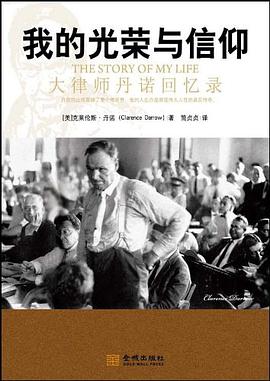 我的光荣与信仰
THE STORY OF MY LIFE
大律师丹诺回忆录
[美]克莱伦斯·丹诺 (Clarence Darrow) 著 简贞贞 译
Clarence Darrow
金城出版社
GOLD WALL PRESS